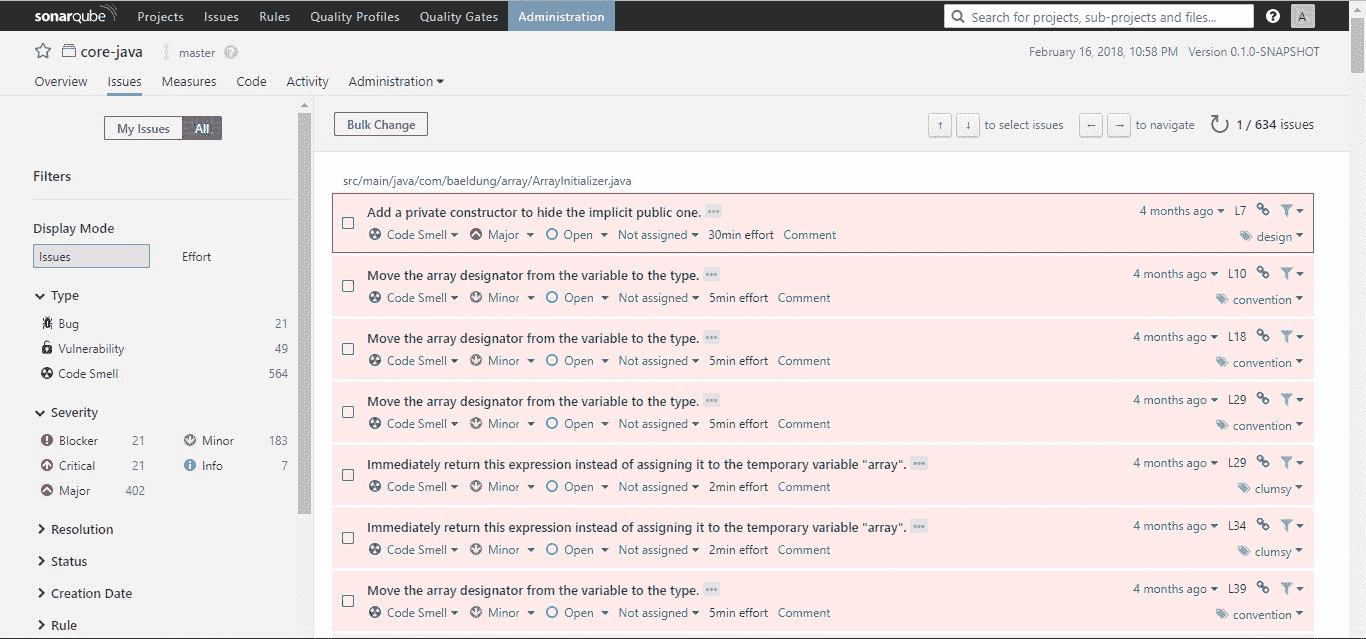 sonarqube Projects Issues Rules Quality Profiles Quality Gates Administration Search for projects, sub-projects and files... ? A
core-java master ? February 16, 2018, 10:58 PM Version 0.1.0-SNAPSHOT
Overview Issues Measures Code Activity Administration
My Issues All
Filters
Display Mode
Issues Effort
Type
Bug 21
Vulnerability 49
Code Smell 564
Severity
Blocker 21 Minor 183
Critical 21 Info 7
Major 402
Resolution
Status
Creation Date
Rule
Bulk Change ↑ ↓ to select issues ← → to navigate 1 / 634 issues
src/main/java/com/baeldung/array/ArrayInitializer.java
Add a private constructor to hide the implicit public one. ••• 4 months ago L7
Code Smell Major Open Not assigned 30min effort Comment design
Move the array designator from the variable to the type. ••• 4 months ago L10
Code Smell Minor Open Not assigned 5min effort Comment convention
Move the array designator from the variable to the type. ••• 4 months ago L18
Code Smell Minor Open Not assigned 5min effort Comment convention
Move the array designator from the variable to the type. ••• 4 months ago L29
Code Smell Minor Open Not assigned 5min effort Comment convention
Immediately return this expression instead of assigning it to the temporary variable "array". ••• 4 months ago L29
Code Smell Minor Open Not assigned 2min effort Comment clumsy
Immediately return this expression instead of assigning it to the temporary variable "array". ••• 4 months ago L34
Code Smell Minor Open Not assigned 2min effort Comment clumsy
Move the array designator from the variable to the type. ••• 4 months ago L39
Code Smell Minor Open Not assigned 5min effort Comment convention